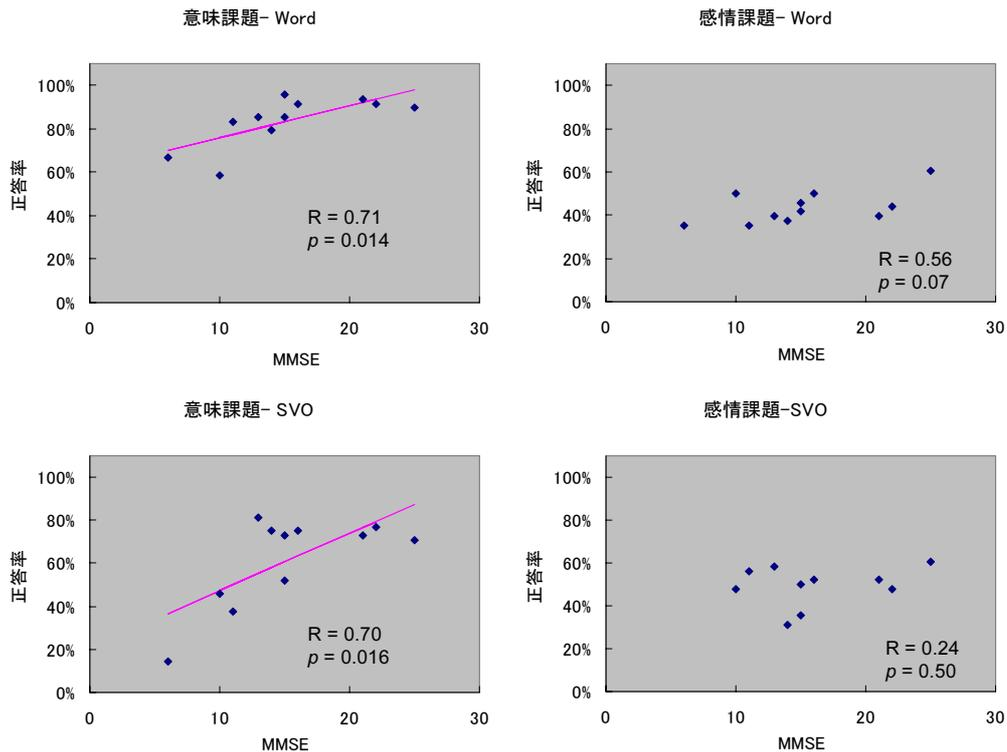 意味課題- Word
100%
80%
60%
40%
20%
0%
正答率
R = 0.71
p = 0.014
0 10 20 30
MMSE
感情課題- Word
100%
80%
60%
40%
20%
0%
正答率
R = 0.56
p = 0.07
0 10 20 30
MMSE
意味課題- SVO
100%
80%
60%
40%
20%
0%
正答率
R = 0.70
p = 0.016
0 10 20 30
MMSE
感情課題-SVO
100%
80%
60%
40%
20%
0%
正答率
R = 0.24
p = 0.50
0 10 20 30
MMSE